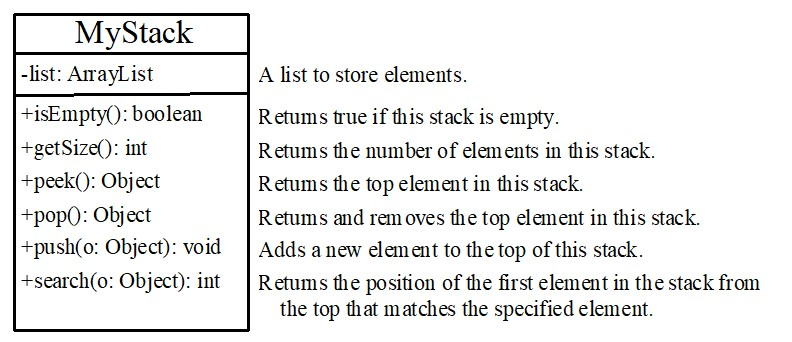 MyStack
-list: ArrayList
A list to store elements.
+isEmpty(): boolean
Returns true if this stack is empty.
+getSize(): int
Returns the number of elements in this stack.
+peek(): Object
Returns the top element in this stack.
+pop(): Object
Returns and removes the top element in this stack.
+push(o: Object): void
Adds a new element to the top of this stack.
+search(o: Object): int
Returns the position of the first element in the stack from
the top that matches the specified element.